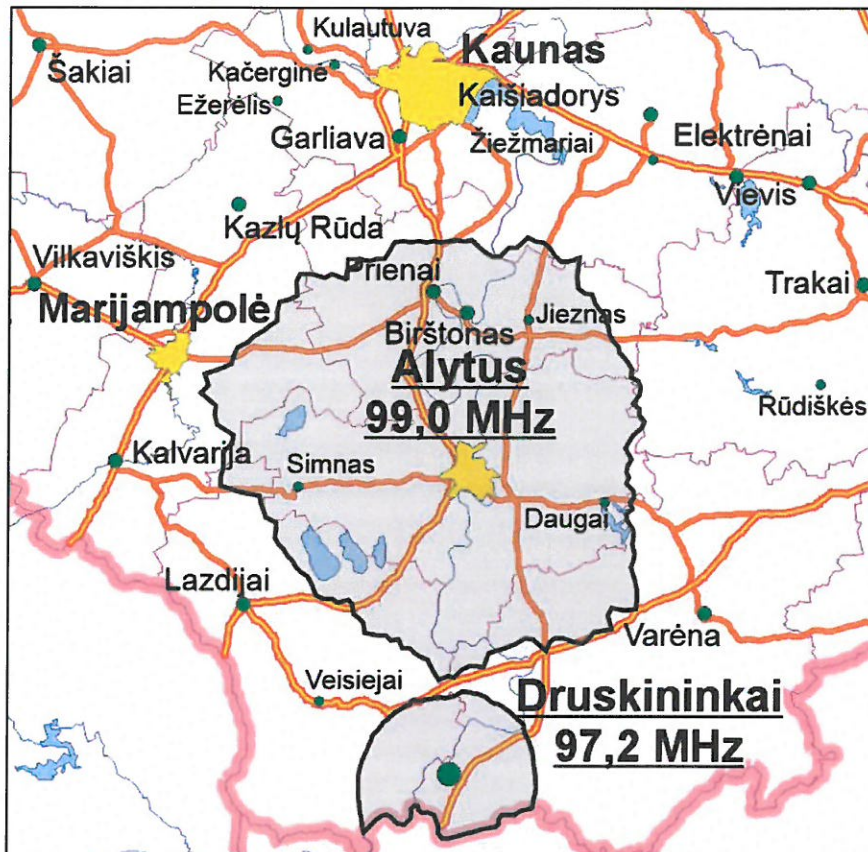 Kulautuva
Kaunas
Šakiai
Kačerginė
Kaišiadorys
Ežerėlis
Garliava
Žiežmariai
Elektrėnai
Vievis
Kazlų Rūda
Vilkaviškis
Prienai
Trakai
Marijampolė
Jieznas
Birštonas
Alytus
99,0 MHz
Rūdiškės
Kalvarija
Simnas
Daugai
Lazdijai
Varėna
Veisiejai
Druskininkai
97,2 MHz